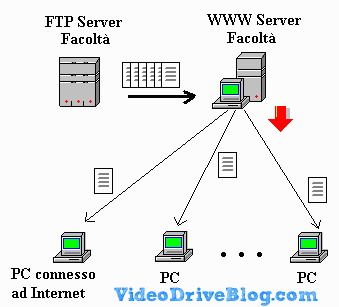 FTP Server
Facoltà
WWW Server
Facoltà
PC connesso
ad Internet
PC
PC
VideoDriveBlog.com